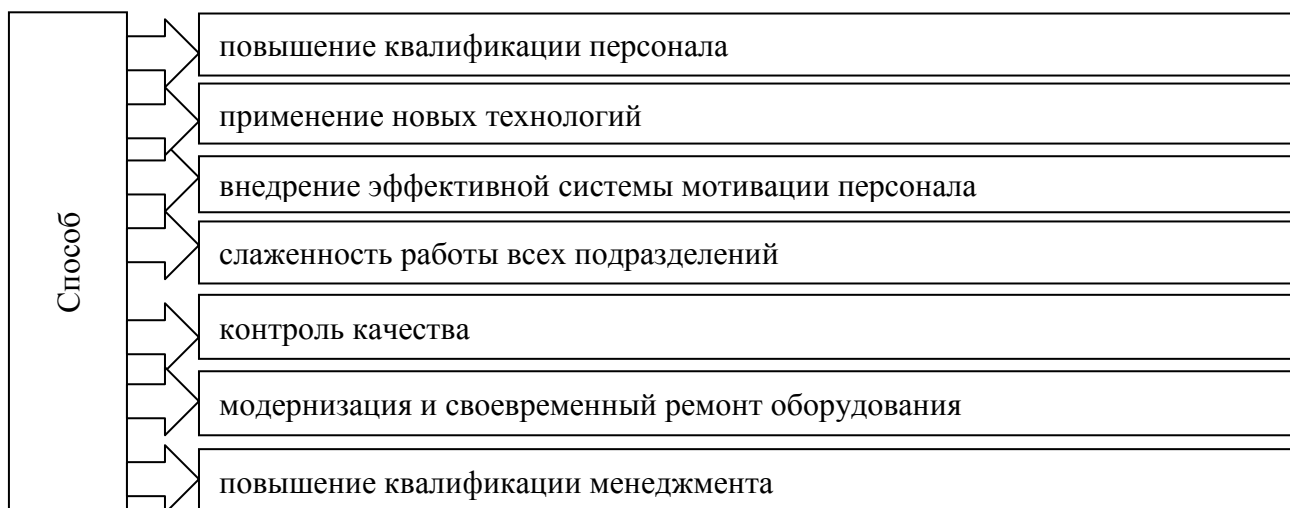 Способ
повышение квалификации персонала
применение новых технологий
внедрение эффективной системы мотивации персонала
слаженность работы всех подразделений
контроль качества
модернизация и своевременный ремонт оборудования
повышение квалификации менеджмента